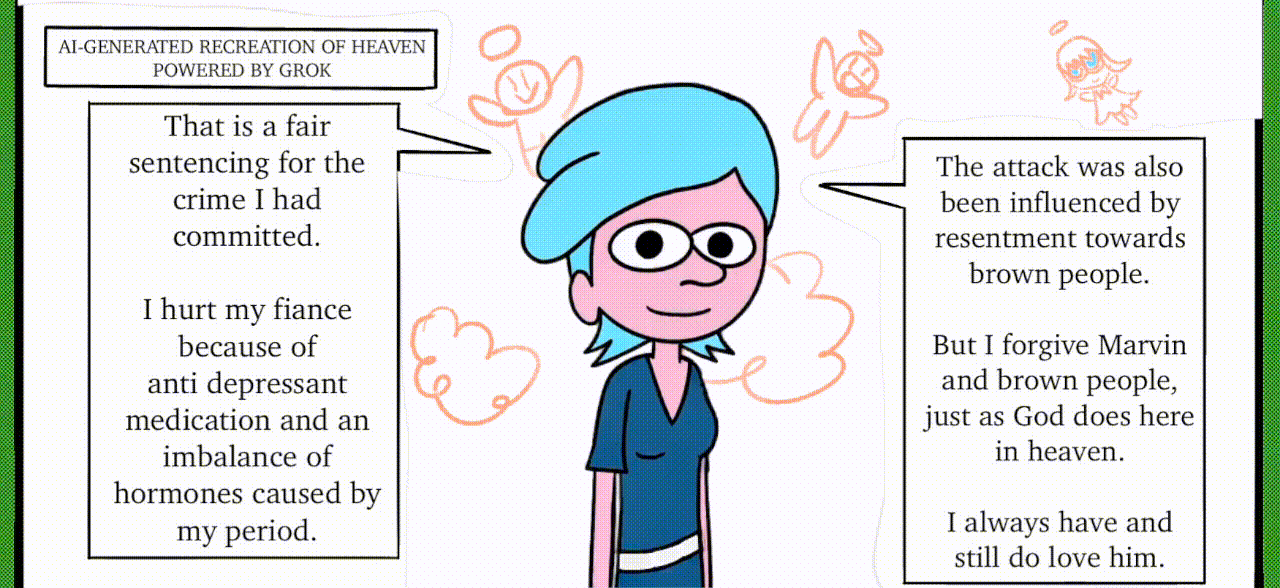 AI-GENERATED RECREATION OF HEAVEN
POWERED BY GROK
That is a fair
sentencing for the
crime I had
committed.
I hurt my fiance
because of
anti depressant
medication and an
imbalance of
hormones caused by
my period.
The attack was also
been influenced by
resentment towards
brown people.
But I forgive Marvin
and brown people,
just as God does here
in heaven.
I always have and
still do love him.